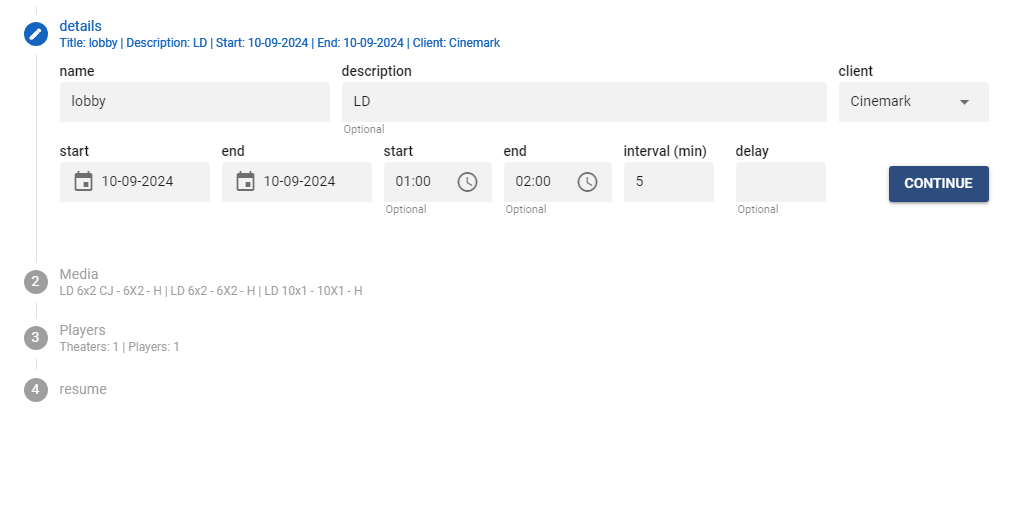 details
Title: lobby | Description: LD | Start: 10-09-2024 | End: 10-09-2024 | Client: Cinemark
name description client
lobby LD Cinemark
Optional
start end start end interval (min) delay
10-09-2024 10-09-2024 01:00 02:00 5 CONTINUE
Optional Optional Optional
2 Media
LD 6x2 CJ - 6X2 - H | LD 6x2 - 6X2 - H | LD 10x1 - 10X1 - H
3 Players
Theaters: 1 | Players: 1
4 resume